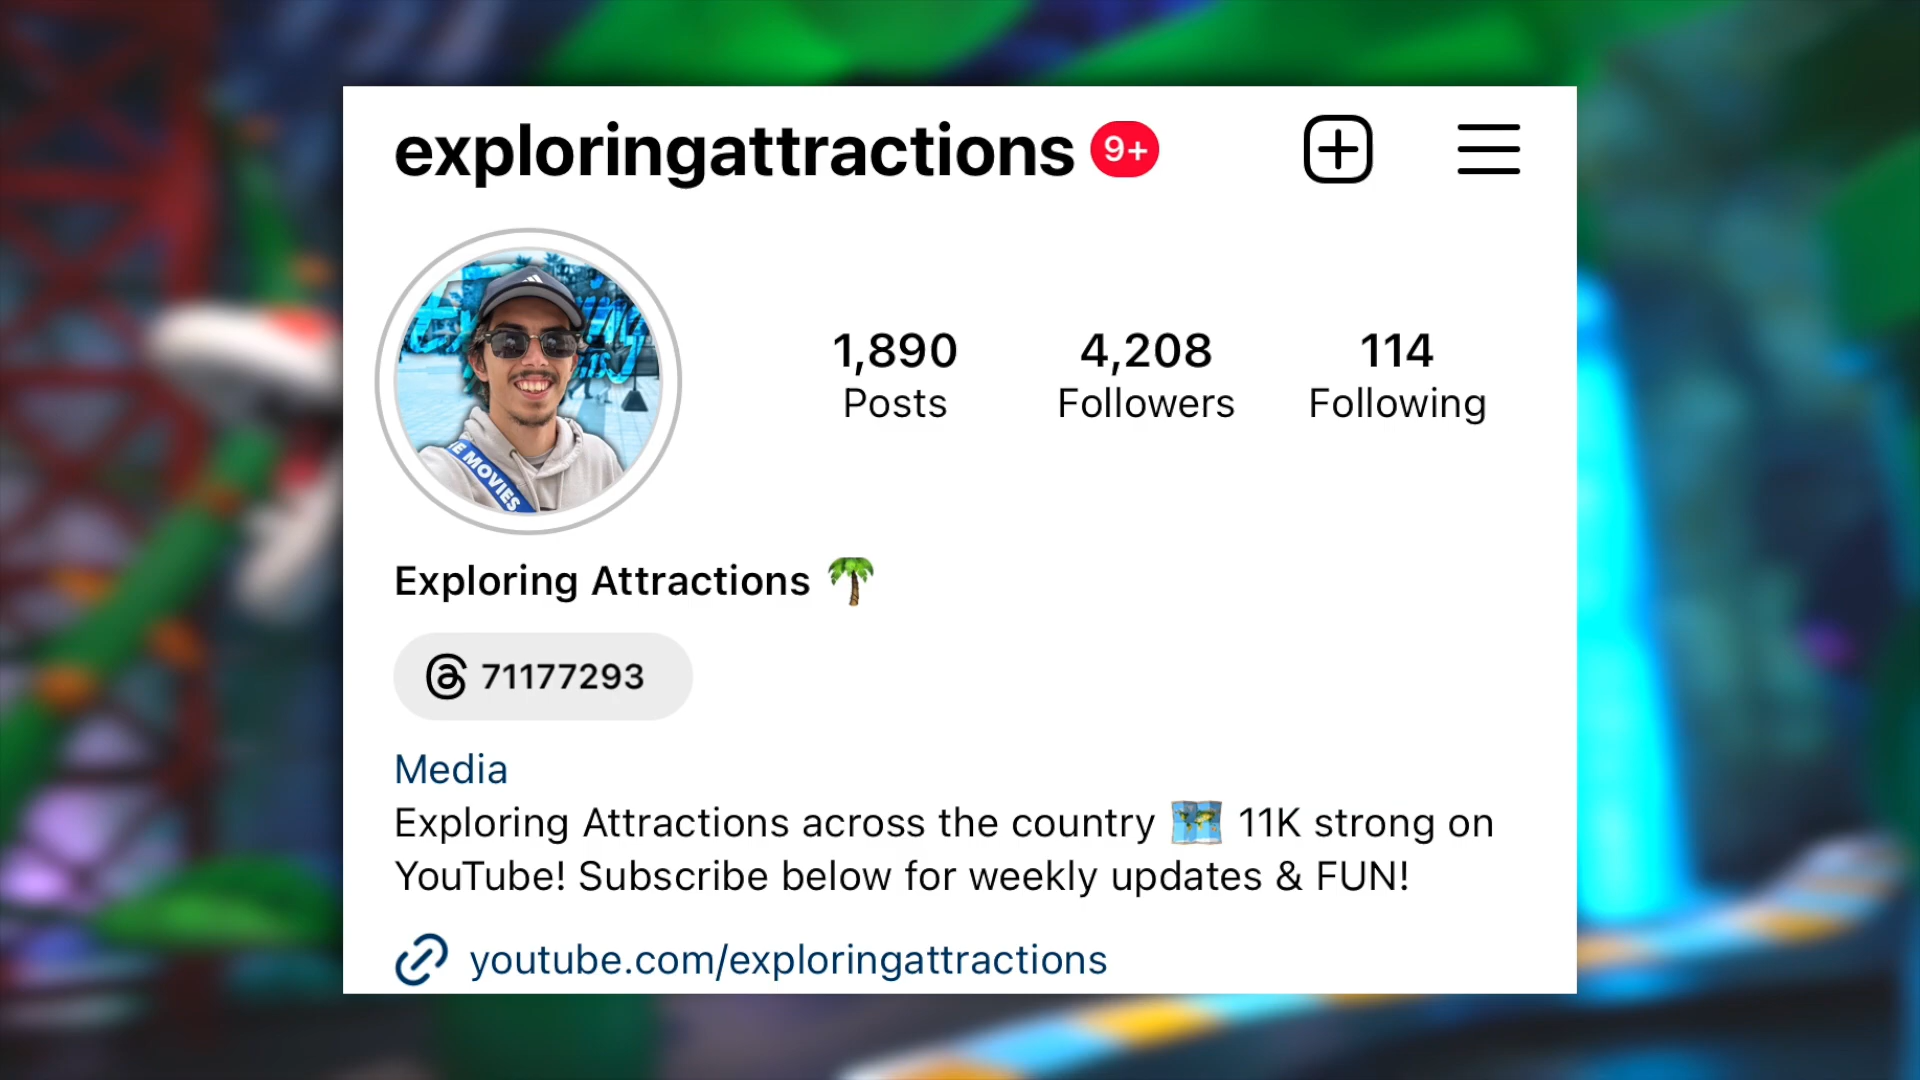 exploringattractions 9+
1,890 4,208 114
Posts Followers Following
E MOVIES
Exploring Attractions 🌴
71177293
Media
Exploring Attractions across the country 🗺️ 11K strong on
YouTube! Subscribe below for weekly updates & FUN!
youtube.com/exploringattractions